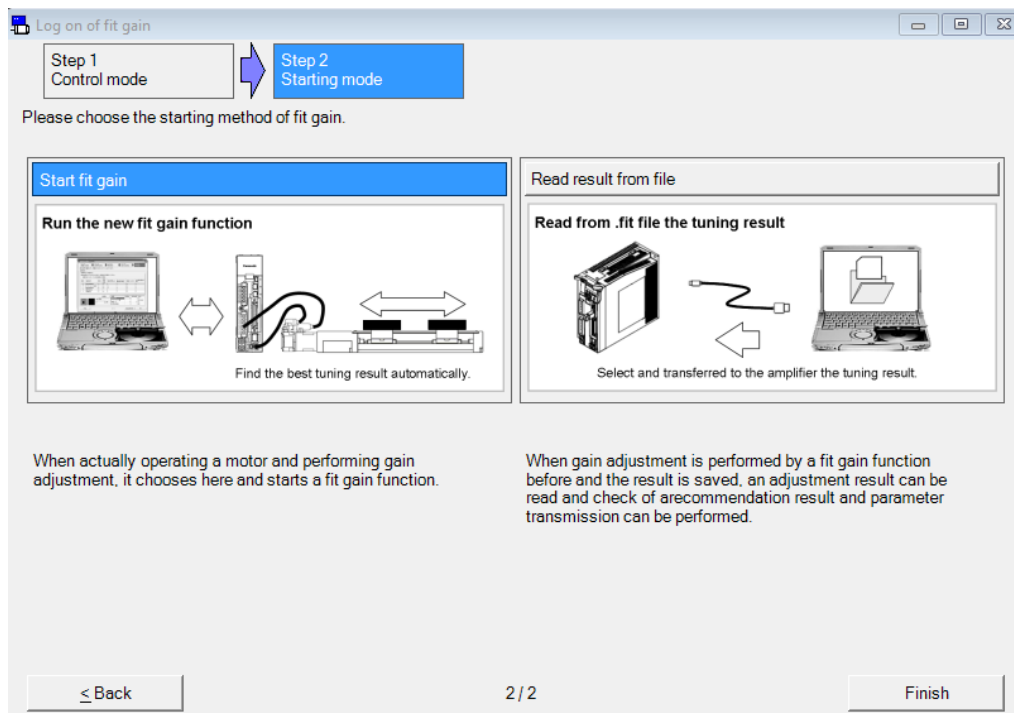 Log on of fit gain
Step 1
Control mode
Step 2
Starting mode
Please choose the starting method of fit gain.
Start fit gain
Run the new fit gain function
Find the best tuning result automatically.
When actually operating a motor and performing gain
adjustment, it chooses here and starts a fit gain function.
Read result from file
Read from .fit file the tuning result
Select and transferred to the amplifier the tuning result.
When gain adjustment is performed by a fit gain function
before and the result is saved, an adjustment result can be
read and check of arecommendation result and parameter
transmission can be performed.
< Back
2 / 2
Finish